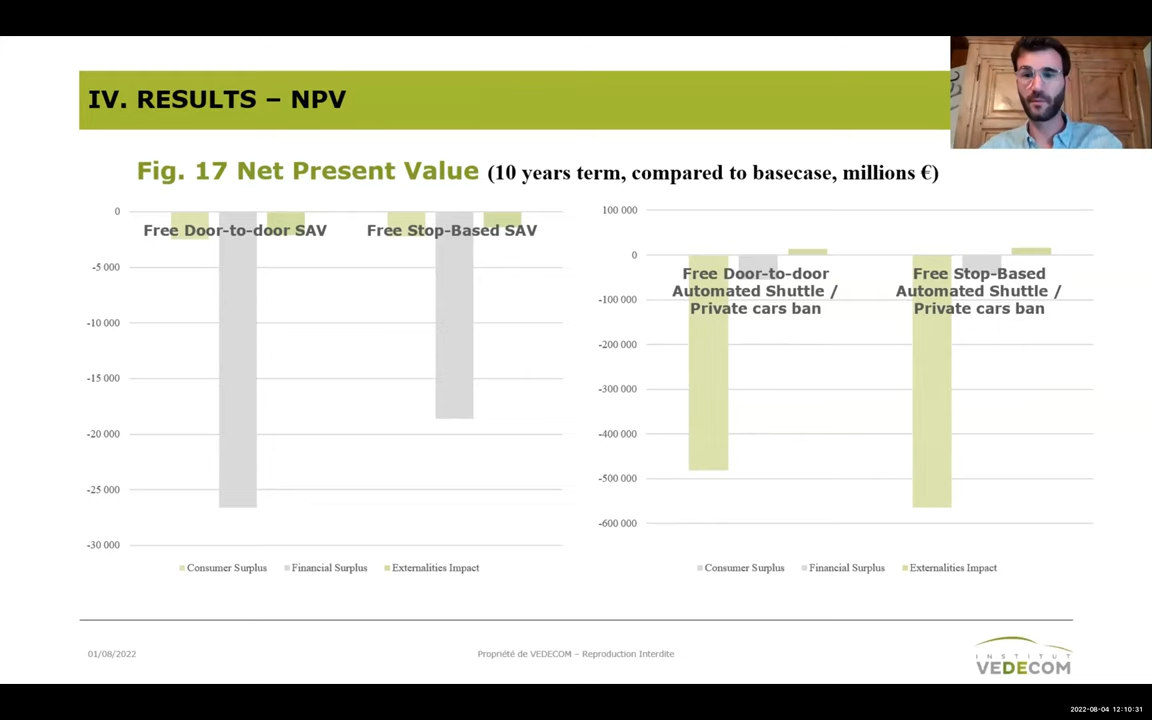 IV. RESULTS – NPV
Fig. 17 Net Present Value (10 years term, compared to basecase, millions €)
0
-5 000
-10 000
-15 000
-20 000
-25 000
-30 000
Free Door-to-door SAV
Free Stop-Based SAV
Consumer Surplus
Financial Surplus
Externalities Impact
100 000
0
-100 000
-200 000
-300 000
-400 000
-500 000
-600 000
Free Door-to-door
Automated Shuttle /
Private cars ban
Free Stop-Based
Automated Shuttle /
Private cars ban
Consumer Surplus
Financial Surplus
Externalities Impact
01/08/2022
Propriété de VEDECOM – Reproduction Interdite
INSTITUT
VEDECOM
2022-08-04 12:10:31